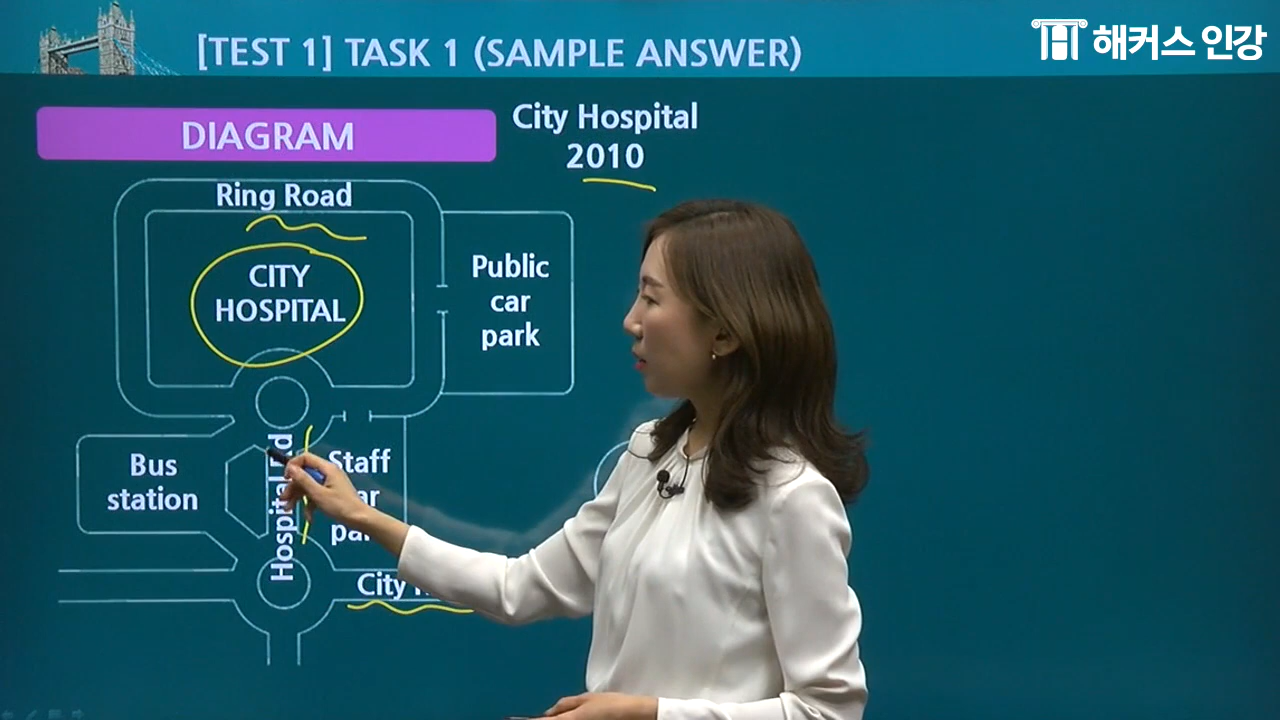 [TEST 1] TASK 1 (SAMPLE ANSWER)
해커스 인강
DIAGRAM
City Hospital
2010
Ring Road
CITY
HOSPITAL
Public
car
park
Bus
station
Hospital Rd
Staff
City